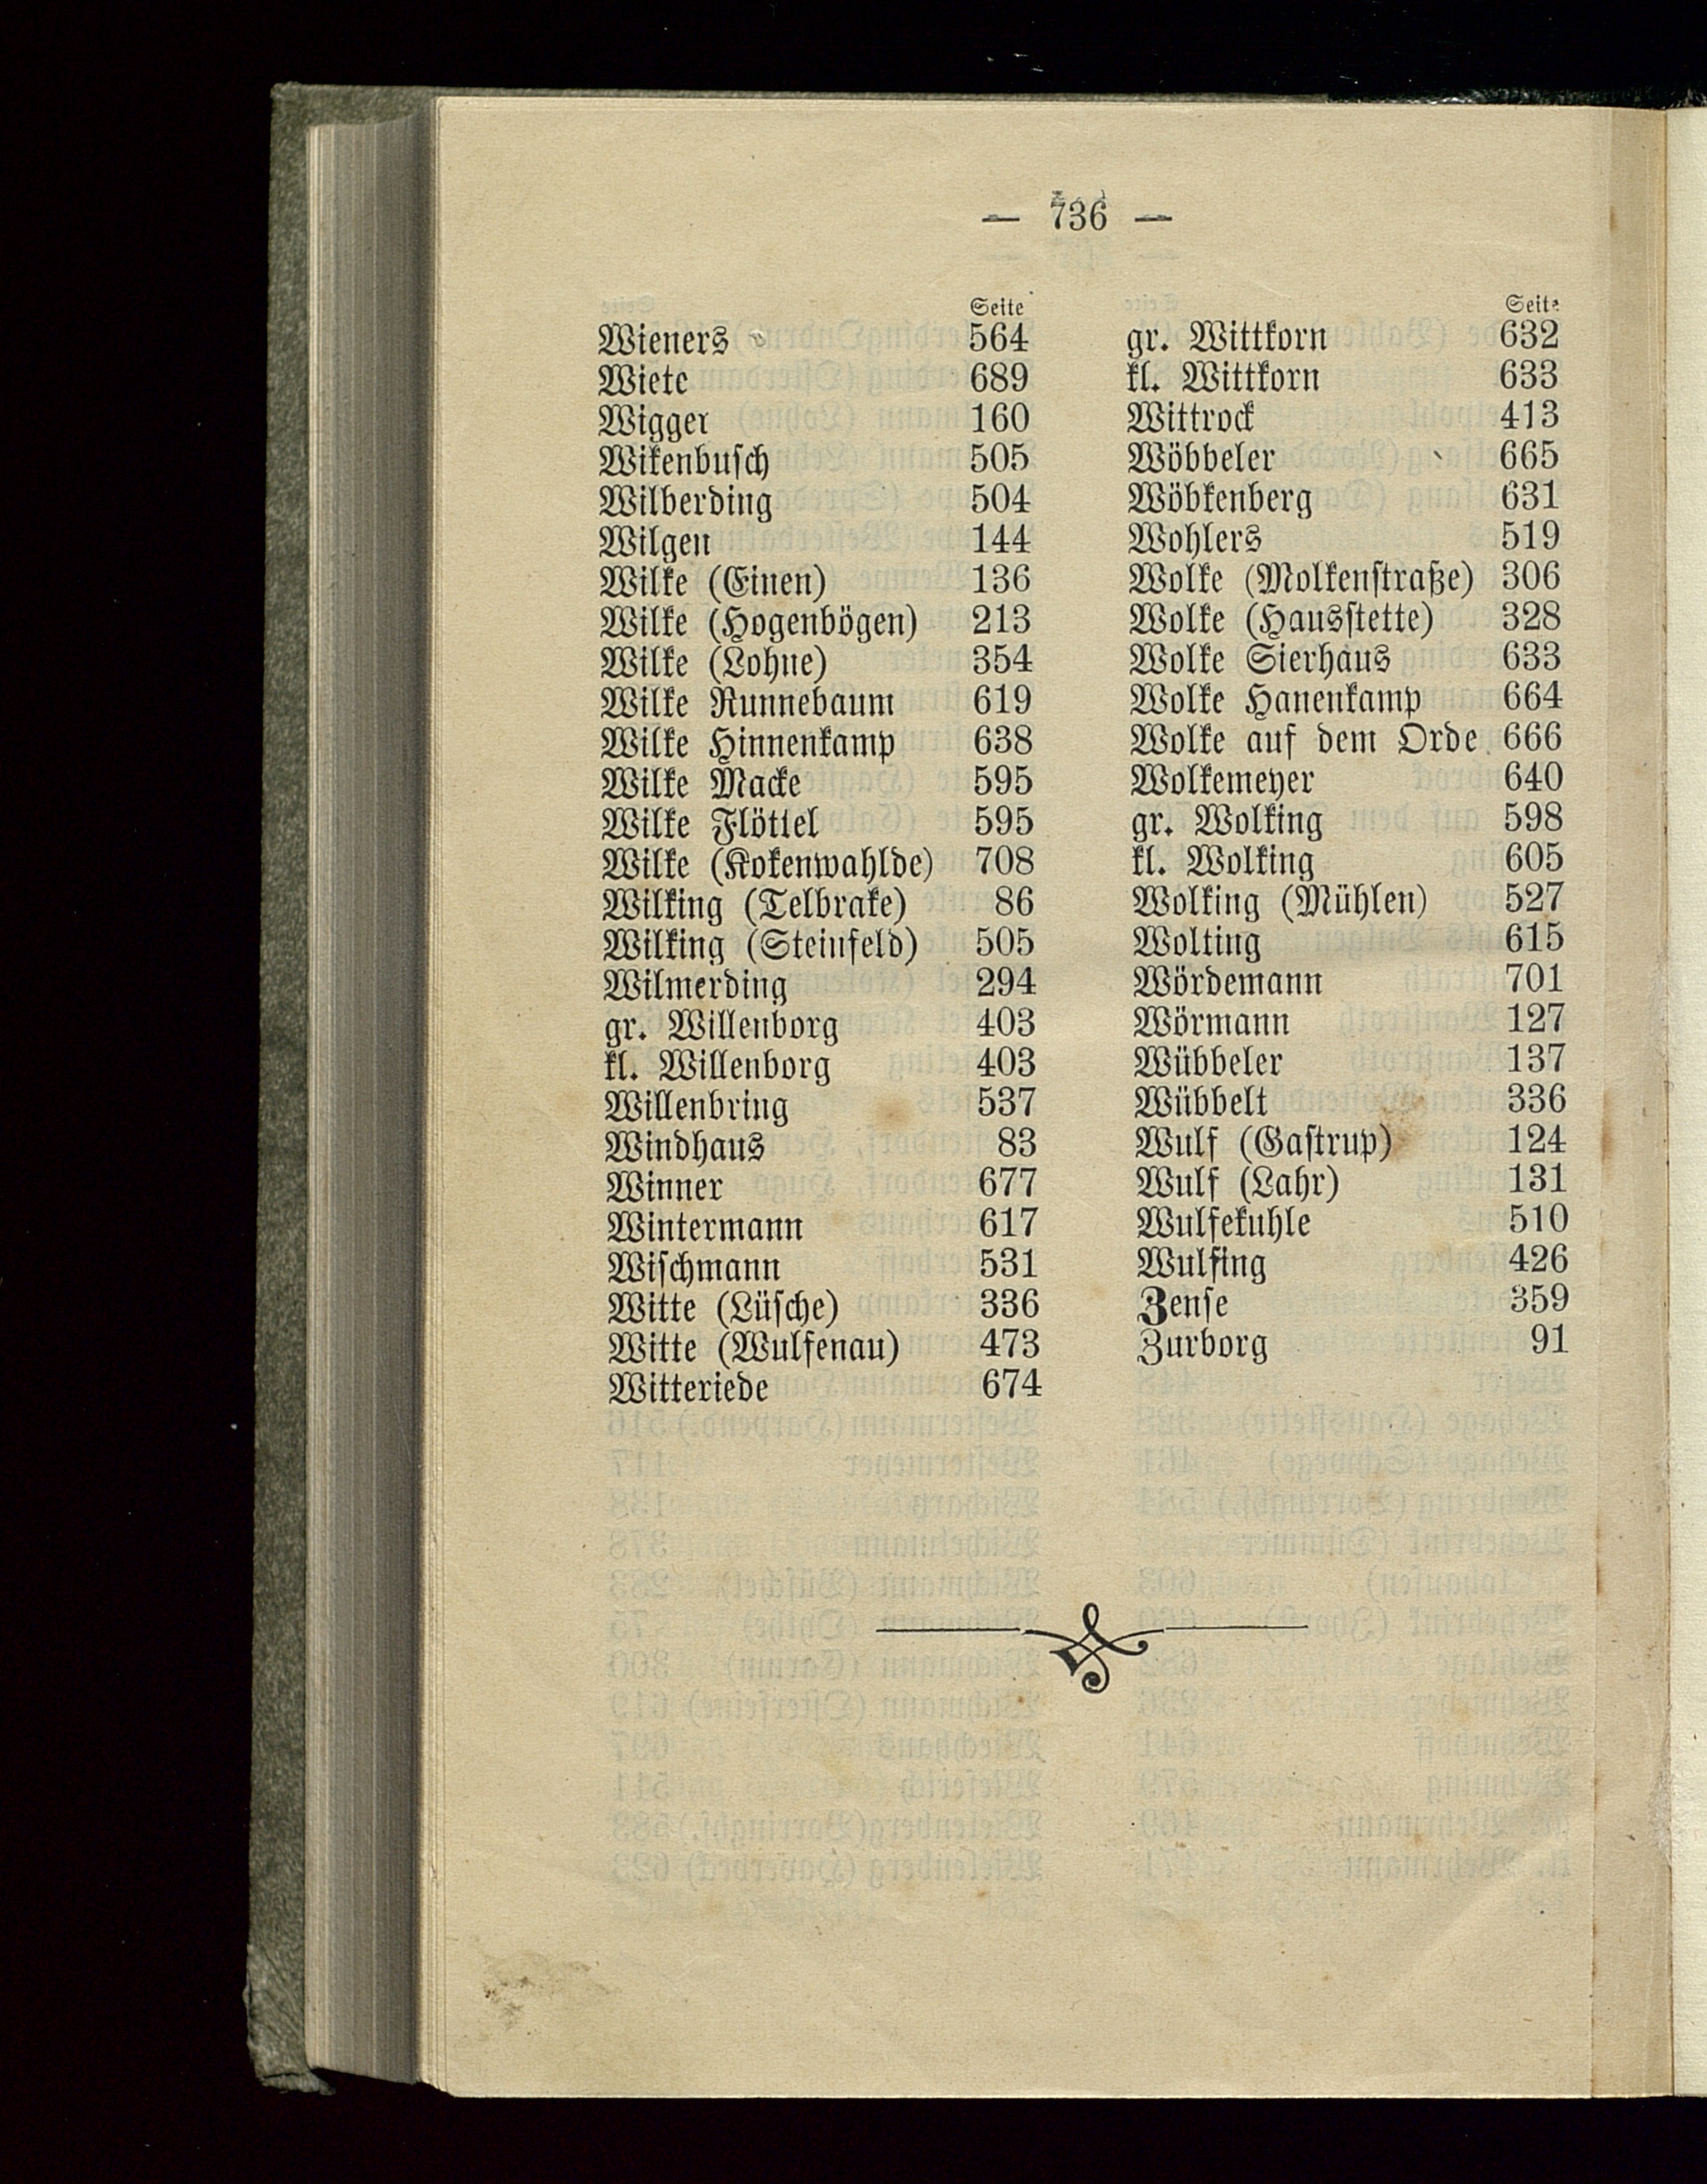 — 736 —
Seite
Wieners 564
Wiete 689
Wigger 160
Wikenbusch 505
Wilberding 504
Wilgen 144
Wilke (Einen) 136
Wilke (Hogenbögen) 213
Wilke (Lohne) 354
Wilke Runnebaum 619
Wilke Hinnenkamp 638
Wilke Macke 595
Wilke Flöttel 595
Wilke (Kokenwahlde) 708
Wilking (Telbrake) 86
Wilking (Steinfeld) 505
Wilmerding 294
gr. Willenborg 403
kl. Willenborg 403
Willenbring 537
Windhaus 83
Winner 677
Wintermann 617
Wischmann 531
Witte (Lüsche) 336
Witte (Wulfenau) 473
Witteriede 674
Seite
gr. Wittkorn 632
kl. Wittkorn 633
Wittrock 413
Wöbbeler 665
Wöbkenberg 631
Wohlers 519
Wolke (Molkenstraße) 306
Wolke (Hausstette) 328
Wolke Sierhaus 633
Wolke Hanenkamp 664
Wolke auf dem Orde 666
Wolkemeyer 640
gr. Wolking 598
kl. Wolking 605
Wolking (Mühlen) 527
Wolting 615
Wördemann 701
Wörmann 127
Wübbeler 137
Wübbelt 336
Wulf (Gastrup) 124
Wulf (Lahr) 131
Wulfekuhle 510
Wulfing 426
Zense 359
Zurborg 91